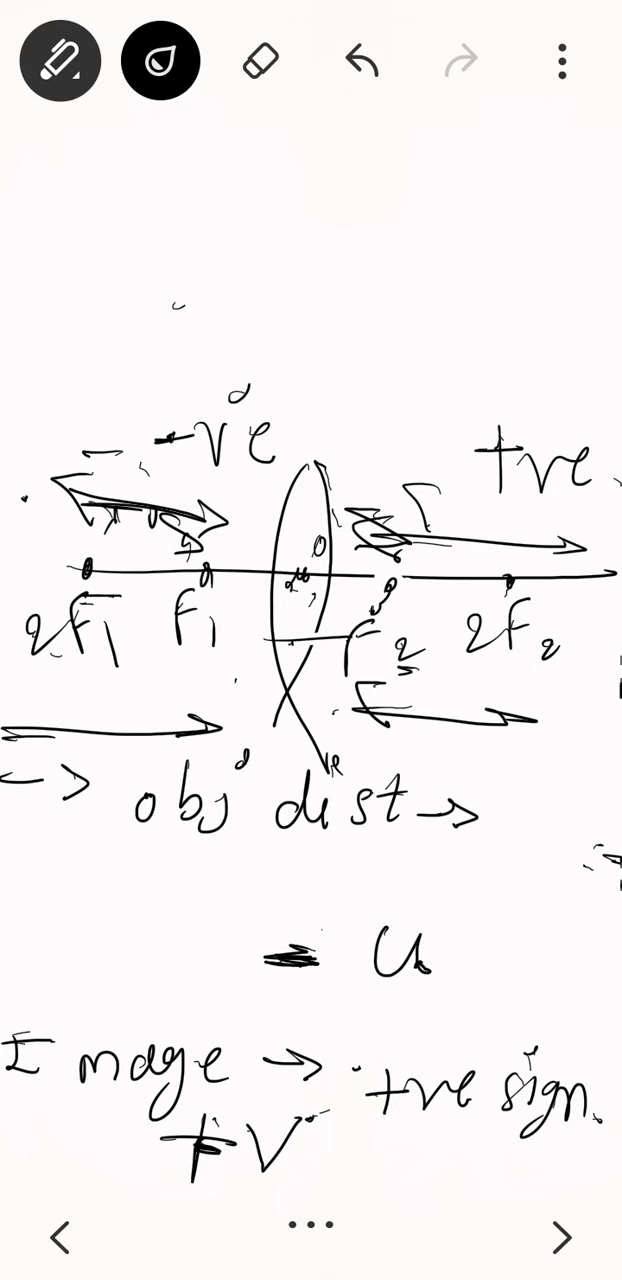 -ve +ve
O
2F1 F1 F2 2F2
obj dist →
- u
Image → +ve sign.
+V